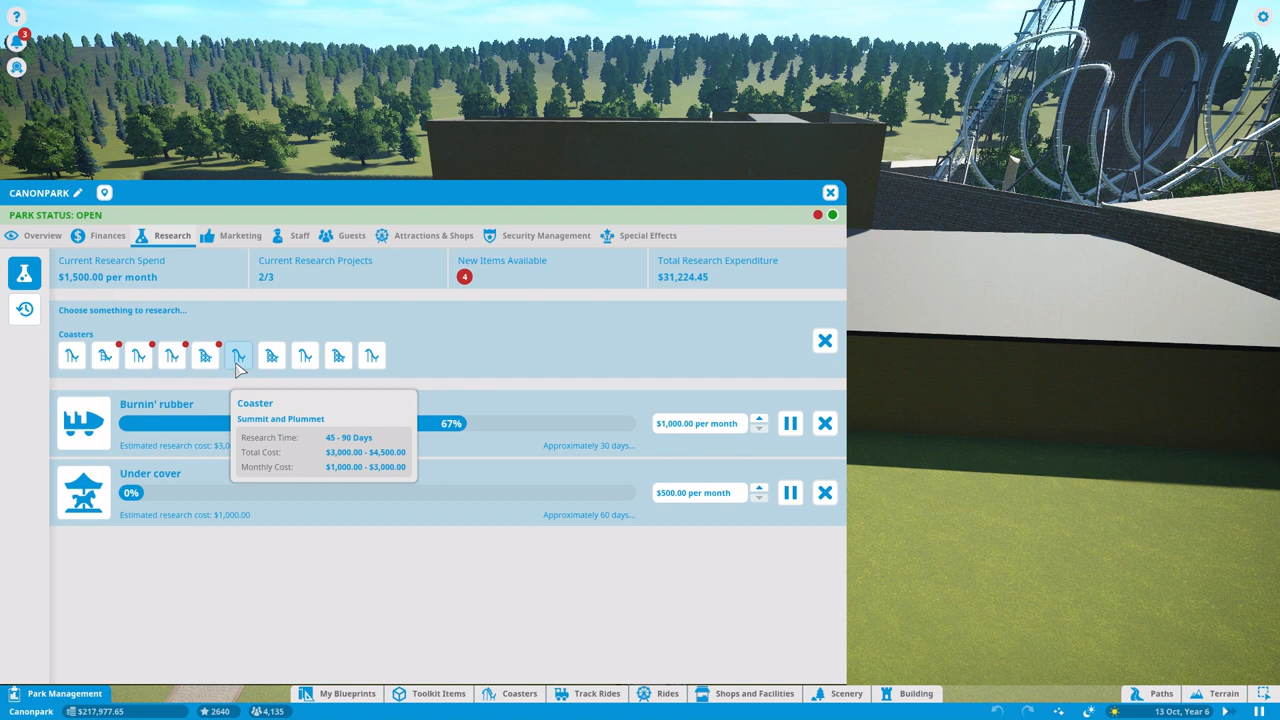 ?
3
CANONPARK
PARK STATUS: OPEN
Overview Finances Research Marketing Staff Guests Attractions & Shops Security Management Special Effects
Current Research Spend Current Research Projects New Items Available Total Research Expenditure
$1,500.00 per month 2/3 4 $31,224.45
Choose something to research...
Coasters
Burnin' rubber
67% $1,000.00 per month
Estimated research cost: $3,0 Approximately 30 days...
Coaster
Summit and Plummet
Research Time: 45 - 90 Days
Total Cost: $3,000.00 - $4,500.00
Monthly Cost: $1,000.00 - $3,000.00
Under cover
0% $500.00 per month
Estimated research cost: $1,000.00 Approximately 60 days...
Park Management My Blueprints Toolkit Items Coasters Track Rides Rides Shops and Facilities Scenery Building Paths Terrain
Canonpark $217,977.65 2640 4,135 13 Oct, Year 6